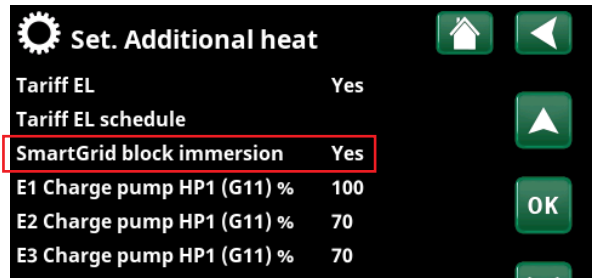 Set. Additional heat
Tariff EL Yes
Tariff EL schedule
SmartGrid block immersion Yes
E1 Charge pump HP1 (G11) % 100
E2 Charge pump HP1 (G11) % 70
E3 Charge pump HP1 (G11) % 70
OK